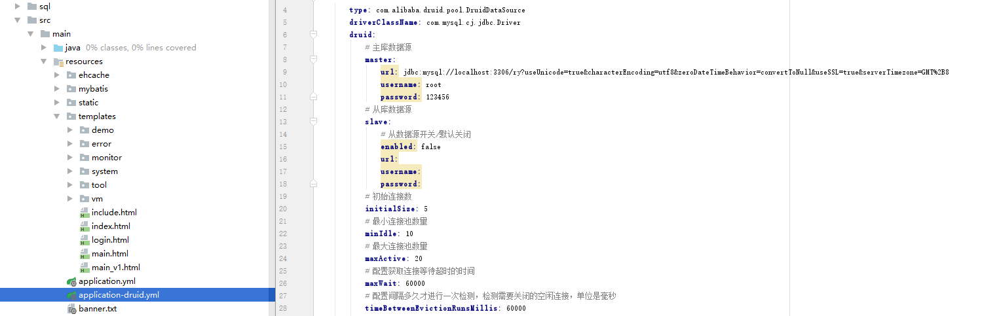 sql
src
main
java 0% classes, 0% lines covered
resources
ehcache
mybatis
static
templates
demo
error
monitor
system
tool
vm
include.html
index.html
login.html
main.html
main_v1.html
application.yml
application-druid.yml
banner.txt
4 type: com.alibaba.druid.pool.DruidDataSource
5 driverClassName: com.mysql.cj.jdbc.Driver
6 druid:
7 # 主库数据源
8 master:
9 url: jdbc:mysql://localhost:3306/ry?useUnicode=true&characterEncoding=utf8&zeroDateTimeBehavior=convertToNull&useSSL=true&serverTimezone=GMT%2B8
10 username: root
11 password: 123456
12 # 从库数据源
13 slave:
14 # 从数据源开关/默认关闭
15 enabled: false
16 url:
17 username:
18 password:
19 # 初始连接数
20 initialSize: 5
21 # 最小连接池数量
22 minIdle: 10
23 # 最大连接池数量
24 maxActive: 20
25 # 配置获取连接等待超时的时间
26 maxWait: 60000
27 # 配置间隔多久才进行一次检测，检测需要关闭的空闲连接，单位是毫秒
28 timeBetweenEvictionRunsMillis: 60000